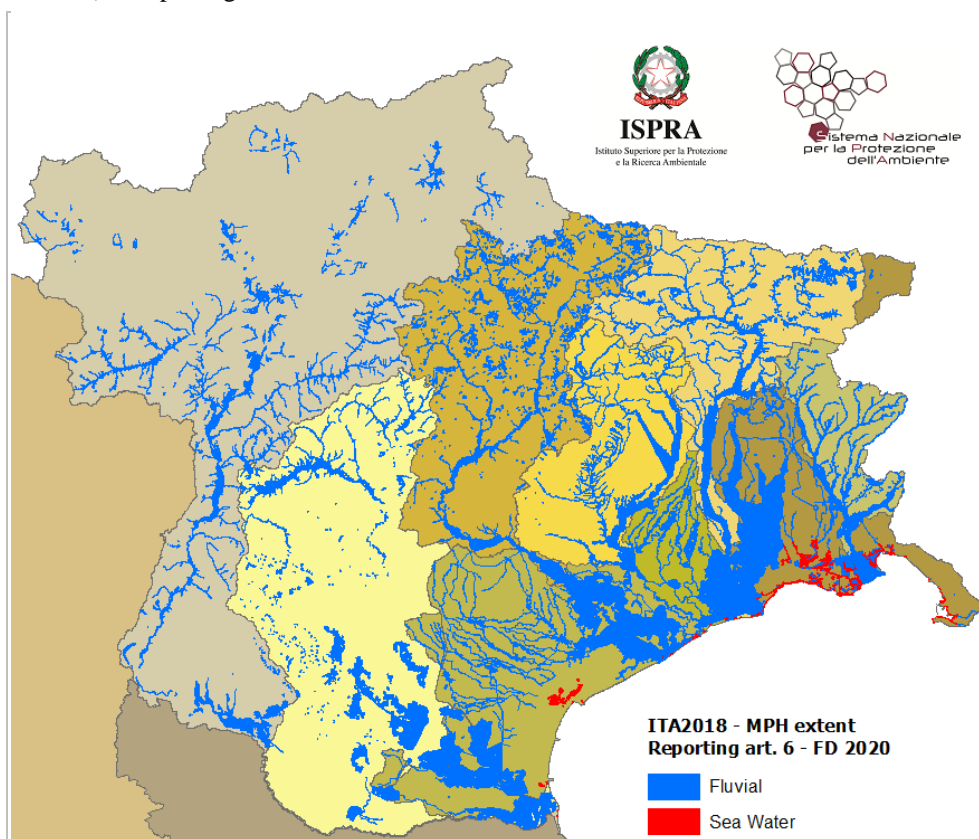 ISPRA
Istituto Superiore per la Protezione
e la Ricerca Ambientale
Sistema Nazionale
per la Protezione
dell'Ambiente
ITA2018 - MPH extent
Reporting art. 6 - FD 2020
Fluvial
Sea Water